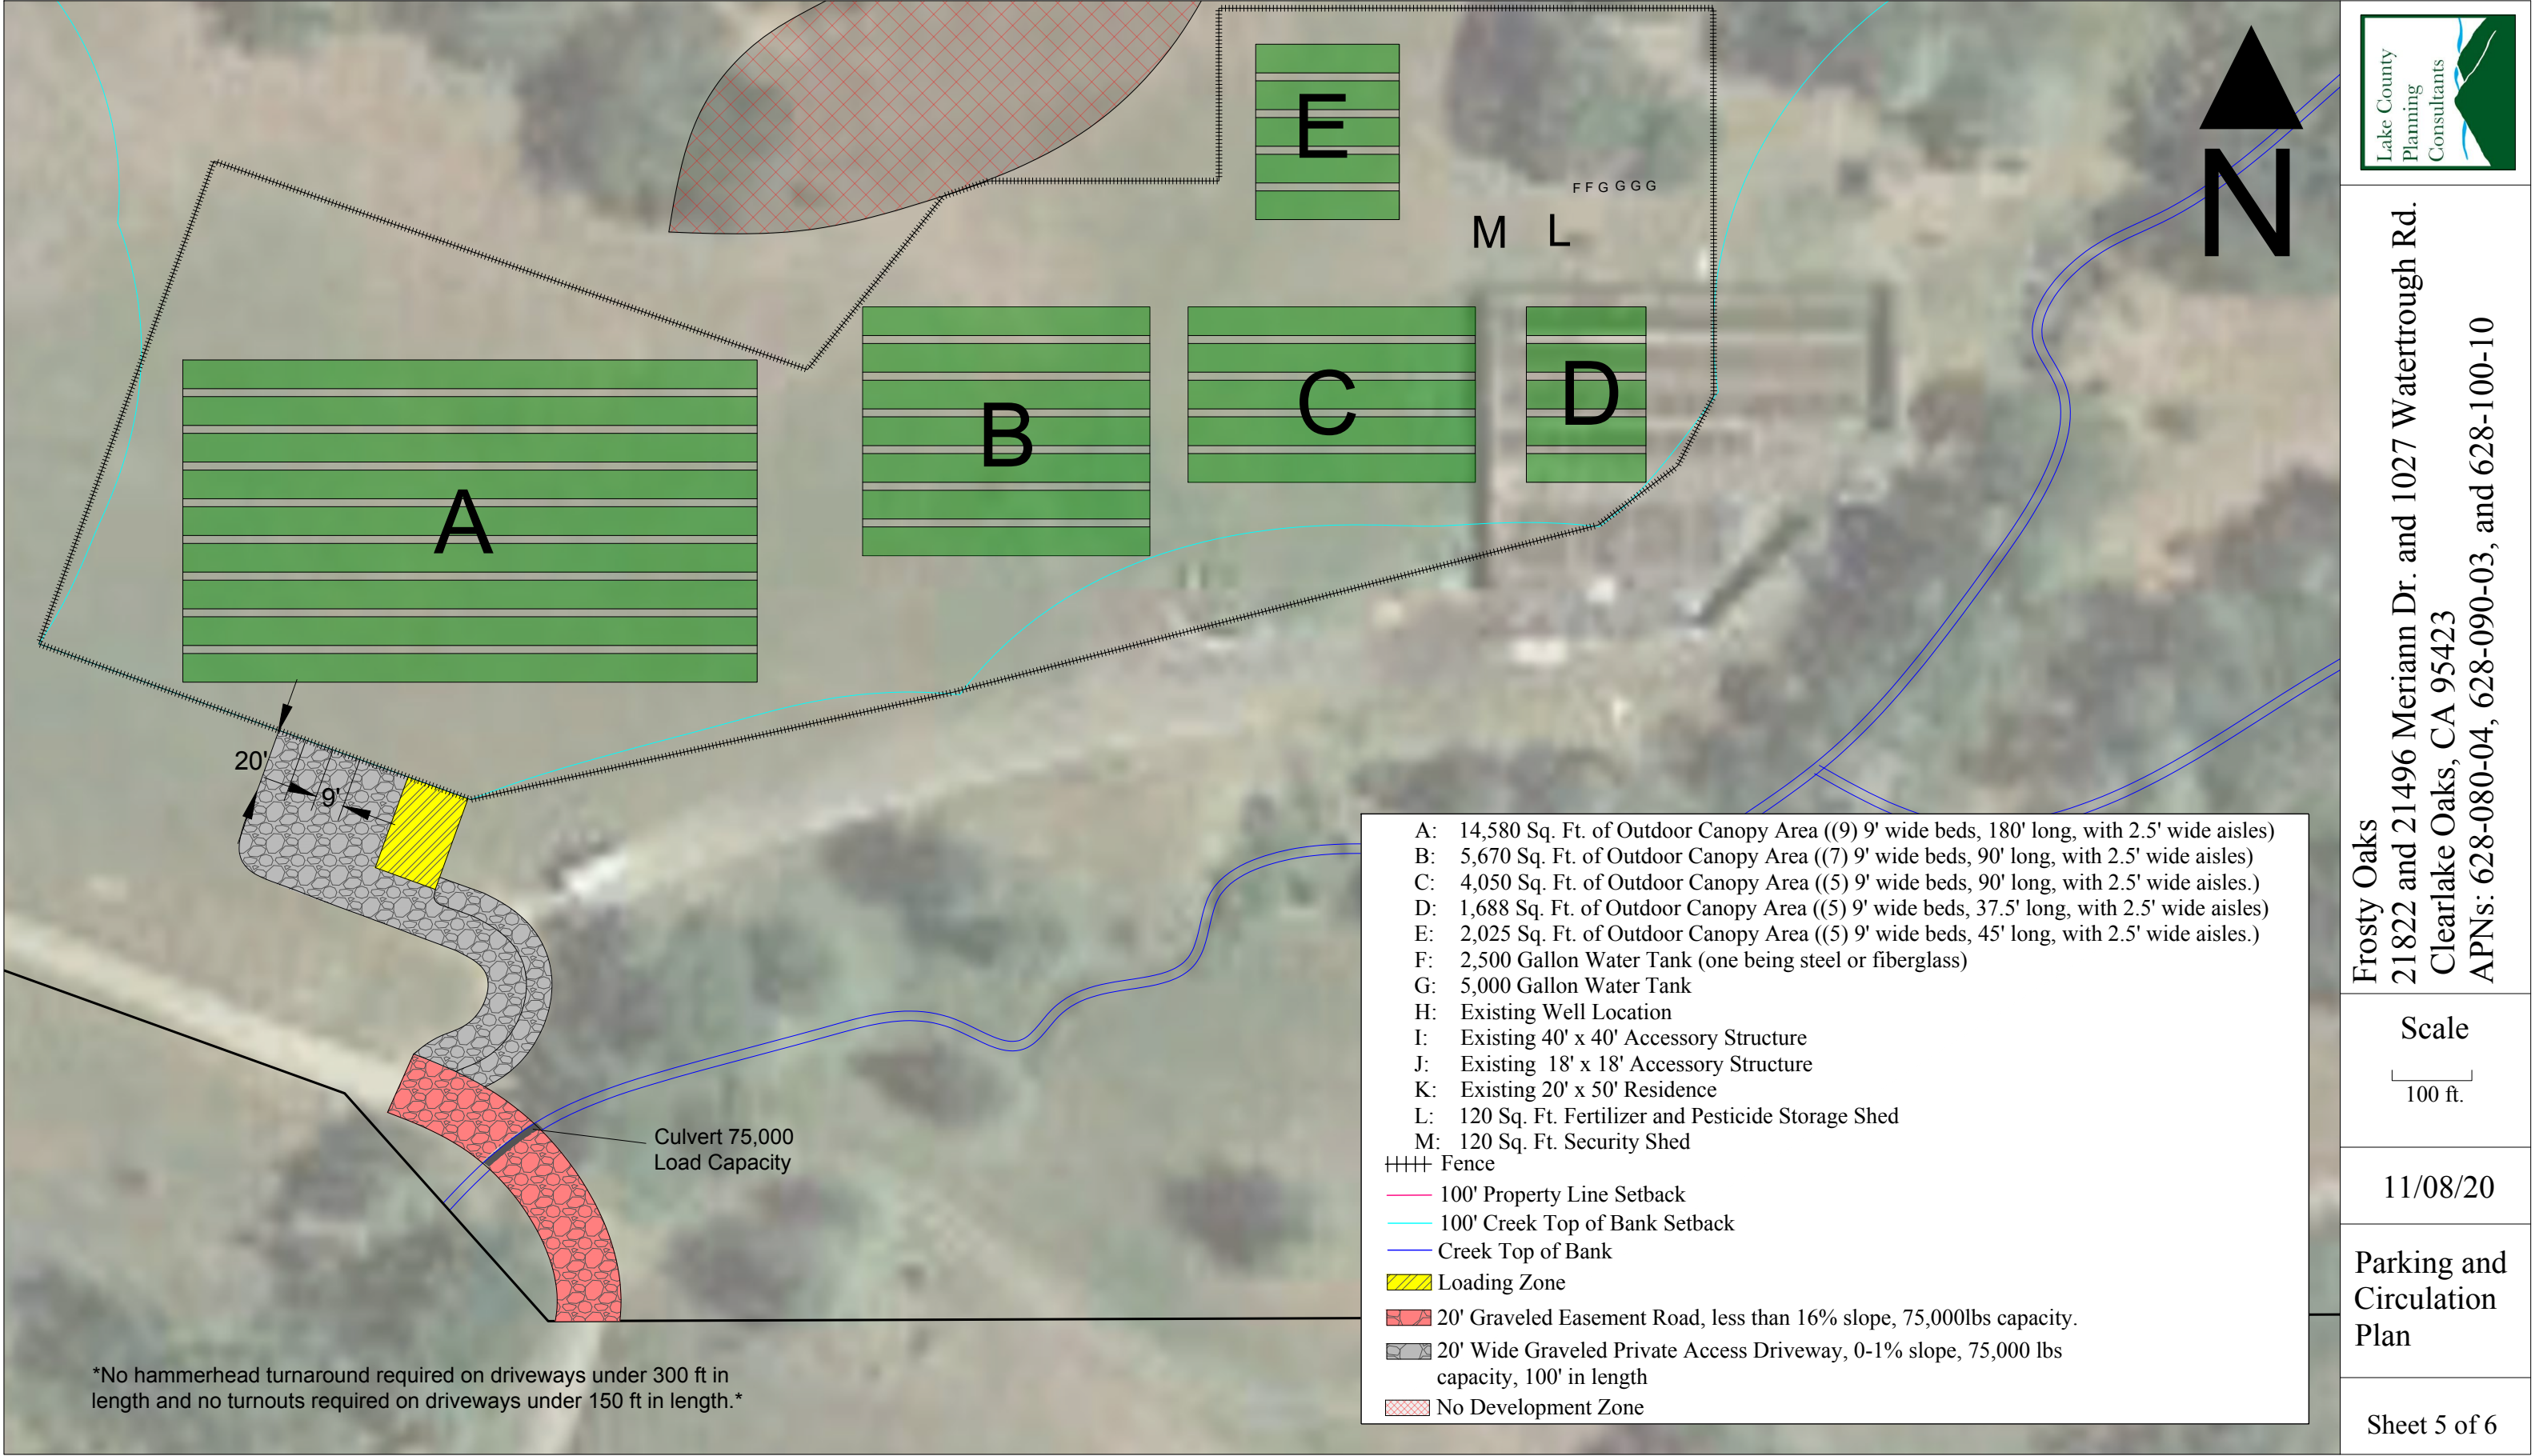 E
F F G G G G
M L
A
B
C
D
20'
9'
Culvert 75,000
Load Capacity
*No hammerhead turnaround required on driveways under 300 ft in
length and no turnouts required on driveways under 150 ft in length.*
N
A: 14,580 Sq. Ft. of Outdoor Canopy Area ((9) 9' wide beds, 180' long, with 2.5' wide aisles)
B: 5,670 Sq. Ft. of Outdoor Canopy Area ((7) 9' wide beds, 90' long, with 2.5' wide aisles)
C: 4,050 Sq. Ft. of Outdoor Canopy Area ((5) 9' wide beds, 90' long, with 2.5' wide aisles.)
D: 1,688 Sq. Ft. of Outdoor Canopy Area ((5) 9' wide beds, 37.5' long, with 2.5' wide aisles)
E: 2,025 Sq. Ft. of Outdoor Canopy Area ((5) 9' wide beds, 45' long, with 2.5' wide aisles.)
F: 2,500 Gallon Water Tank (one being steel or fiberglass)
G: 5,000 Gallon Water Tank
H: Existing Well Location
I: Existing 40' x 40' Accessory Structure
J: Existing 18' x 18' Accessory Structure
K: Existing 20' x 50' Residence
L: 120 Sq. Ft. Fertilizer and Pesticide Storage Shed
M: 120 Sq. Ft. Security Shed
Fence
100' Property Line Setback
100' Creek Top of Bank Setback
Creek Top of Bank
Loading Zone
20' Graveled Easement Road, less than 16% slope, 75,000lbs capacity.
20' Wide Graveled Private Access Driveway, 0-1% slope, 75,000 lbs
capacity, 100' in length
No Development Zone
Lake County
Planning
Consultants
Frosty Oaks
21822 and 21496 Meriann Dr. and 1027 Watertrough Rd.
Clearlake Oaks, CA 95423
APNs: 628-080-04, 628-090-03, and 628-100-10
Scale
100 ft.
11/08/20
Parking and
Circulation
Plan
Sheet 5 of 6